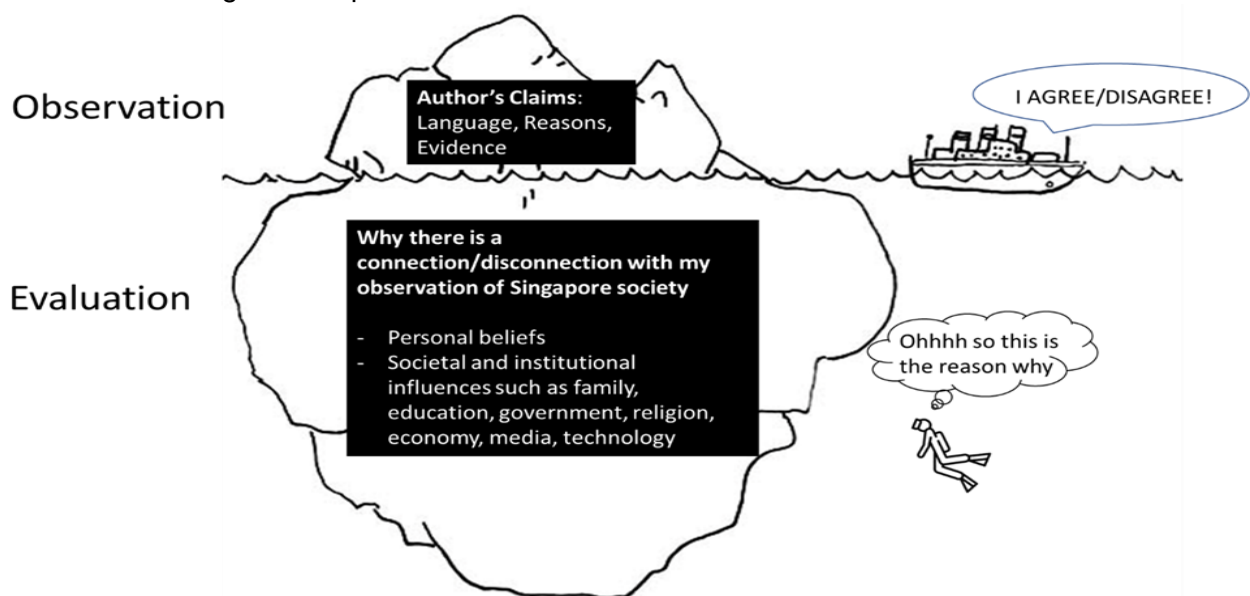 Observation
Author's Claims:
Language, Reasons,
Evidence
I AGREE/DISAGREE!
Evaluation
Why there is a
connection/disconnection with my
observation of Singapore society
- Personal beliefs
- Societal and institutional
influences such as family,
education, government, religion,
economy, media, technology
Ohhhh so this is
the reason why